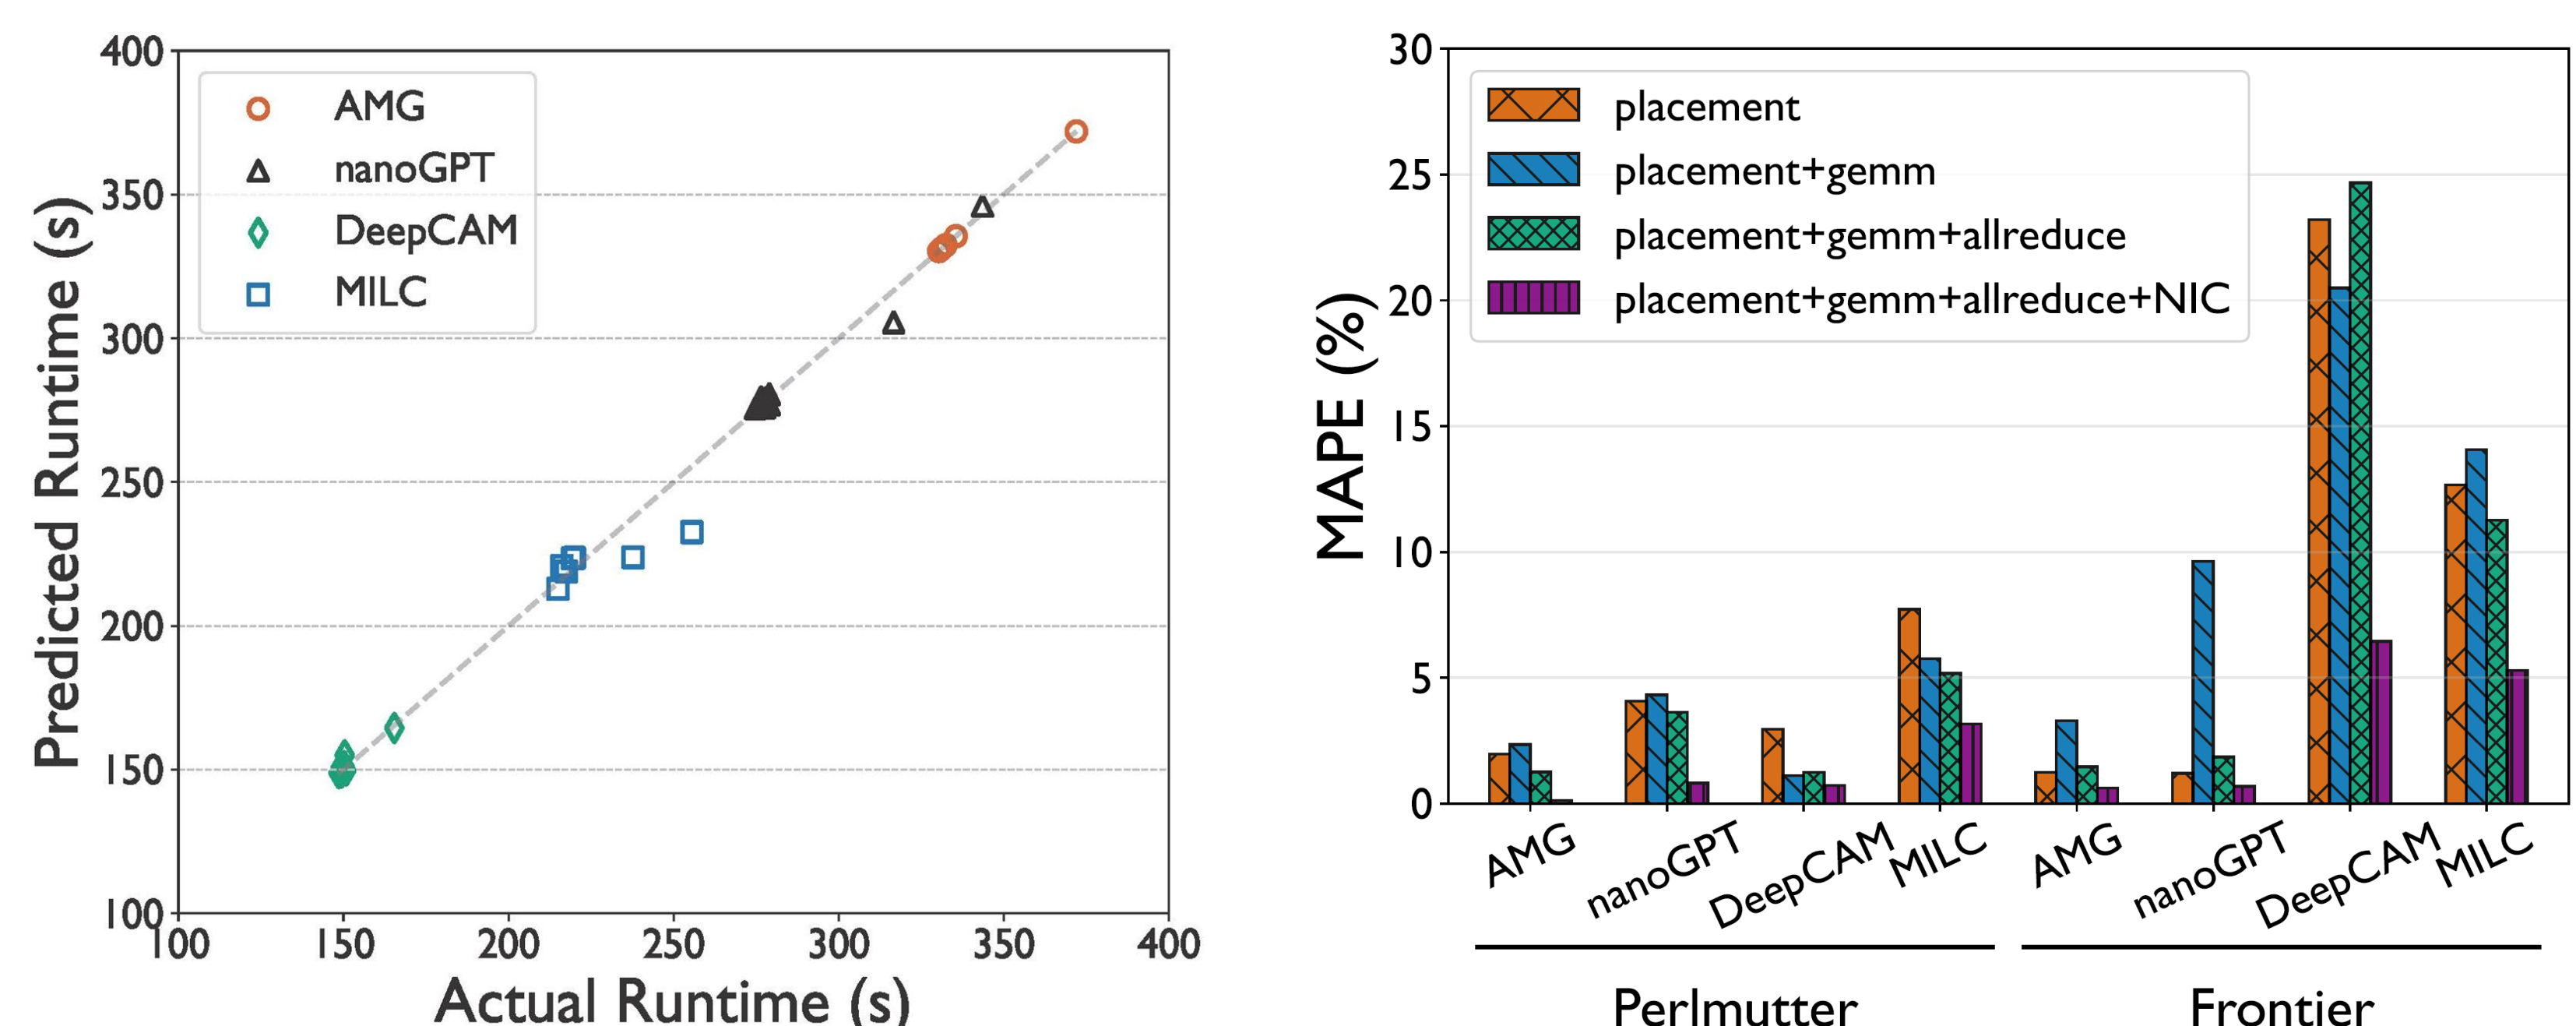 400
350
300
250
200
150
100
Predicted Runtime (s)
AMG
nanoGPT
DeepCAM
MILC
100 150 200 250 300 350 400
Actual Runtime (s)
30
25
20
15
10
5
0
MAPE (%)
placement
placement+gemm
placement+gemm+allreduce
placement+gemm+allreduce+NIC
AMG nanoGPT DeepCAM MILC AMG nanoGPT DeepCAM MILC
Perlmutter Frontier